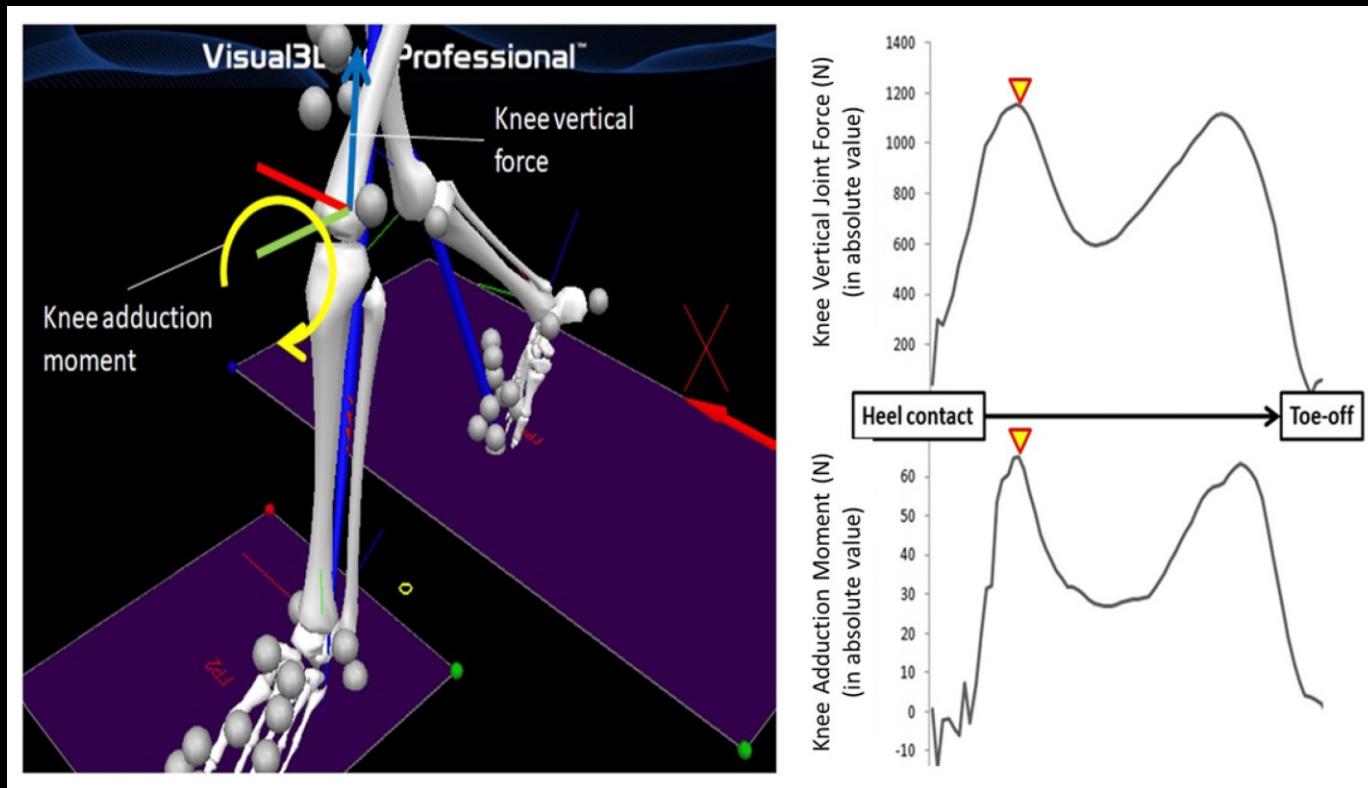 Visual3D Professional™
Knee vertical
force
Knee adduction
moment
FP2
Knee Vertical Joint Force (N)
(in absolute value)
1400
1200
1000
800
600
400
200
Heel contact
Toe-off
Knee Adduction Moment (N)
(in absolute value)
60
50
40
30
20
10
0
-10